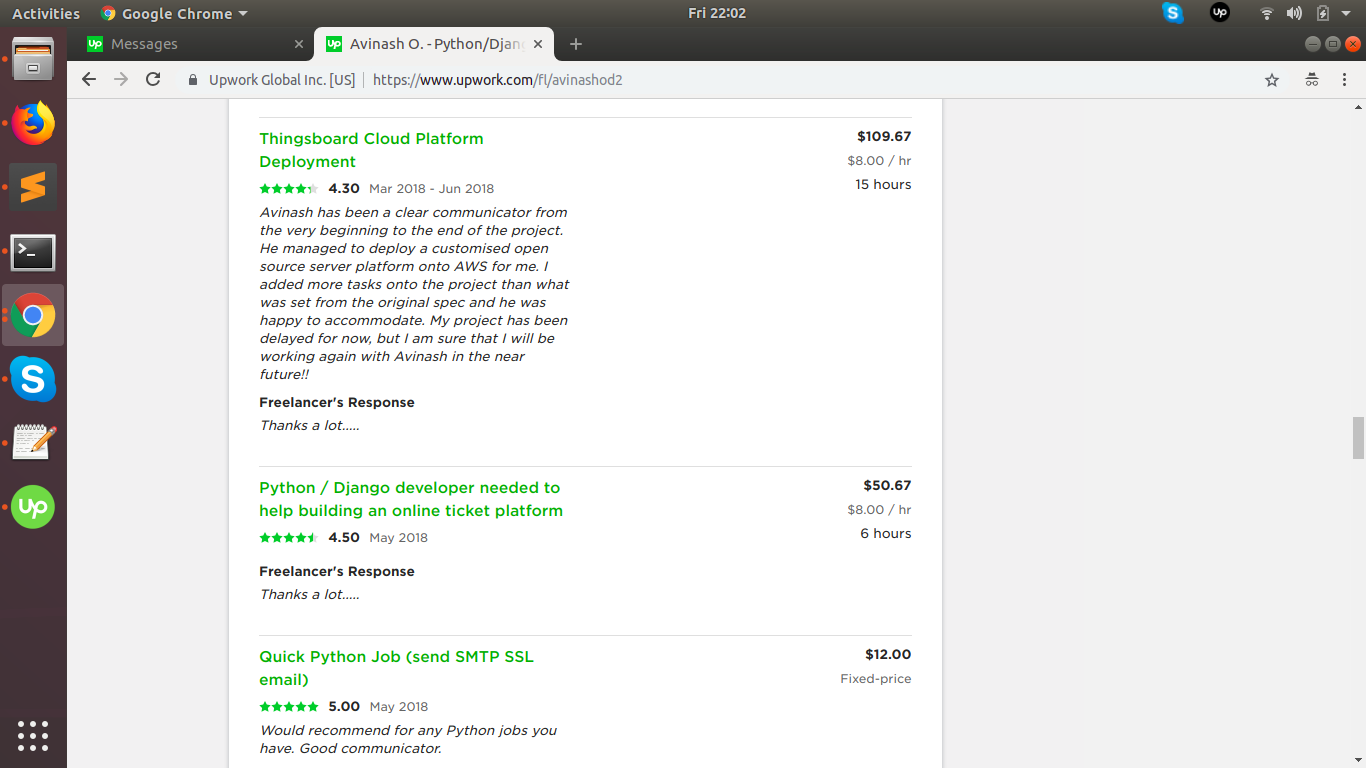 Activities Google Chrome Fri 22:02
Messages
Avinash O. - Python/Djan
Upwork Global Inc. [US] https://www.upwork.com/fl/avinashod2
Thingsboard Cloud Platform $109.67
Deployment $8.00 / hr
4.30 Mar 2018 - Jun 2018 15 hours
Avinash has been a clear communicator from
the very beginning to the end of the project.
He managed to deploy a customised open
source server platform onto AWS for me. I
added more tasks onto the project than what
was set from the original spec and he was
happy to accommodate. My project has been
delayed for now, but I am sure that I will be
working again with Avinash in the near
future!!
Freelancer's Response
Thanks a lot.....
Python / Django developer needed to $50.67
help building an online ticket platform $8.00 / hr
4.50 May 2018 6 hours
Freelancer's Response
Thanks a lot.....
Quick Python Job (send SMTP SSL $12.00
email) Fixed-price
5.00 May 2018
Would recommend for any Python jobs you
have. Good communicator.